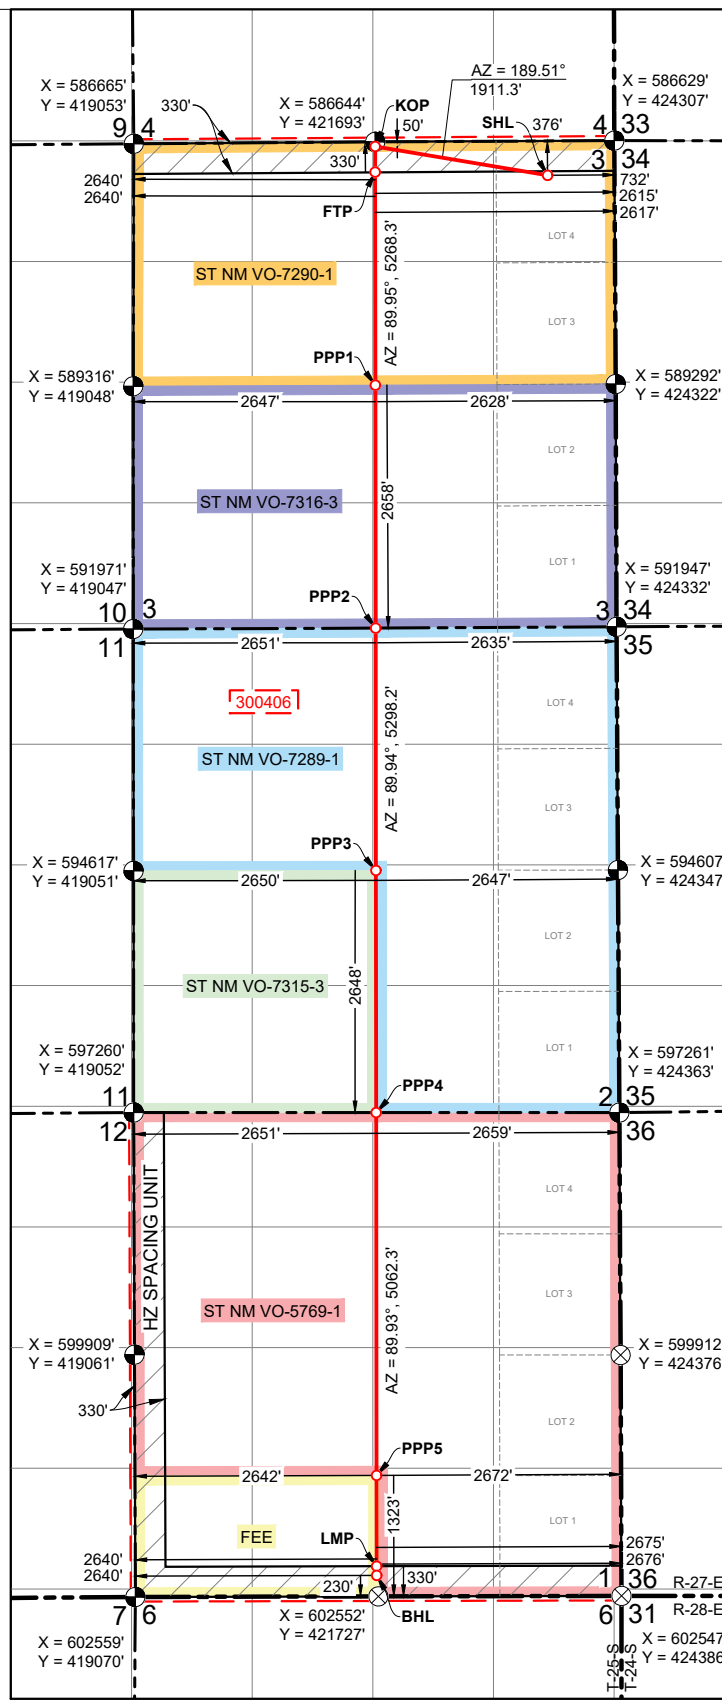 X = 586665'
Y = 419053'
X = 586644'
Y = 421693'
AZ = 189.51°
1911.3'
X = 586629'
Y = 424307'
330'
KOP
50'
SHL
376'
9 4
4 33
3 34
330'
2640'
2640'
732'
2615'
2617'
FTP
LOT 4
ST NM VO-7290-1
AZ = 89.95°, 5268.3'
LOT 3
PPP1
X = 589316'
Y = 419048'
X = 589292'
Y = 424322'
2647'
2628'
LOT 2
ST NM VO-7316-3
2658'
LOT 1
X = 591971'
Y = 419047'
X = 591947'
Y = 424332'
PPP2
10 3
3 34
11
35
2651'
2635'
300406
LOT 4
ST NM VO-7289-1
AZ = 89.94°, 5298.2'
LOT 3
PPP3
X = 594617'
Y = 419051'
X = 594607
Y = 424347
2650'
2647'
LOT 2
ST NM VO-7315-3
2648'
LOT 1
X = 597260'
Y = 419052'
X = 597261'
Y = 424363'
PPP4
11
2 35
12
36
2651'
2659'
HZ SPACING UNIT
LOT 4
ST NM VO-5769-1
LOT 3
AZ = 89.93°, 5062.3'
X = 599909'
Y = 419061'
X = 599912
Y = 424376
330'
LOT 2
PPP5
2642'
2672'
1323'
FEE
LMP
LOT 1
2640'
2640'
2675'
2676'
230'
330'
1 36
R-27-E
R-28-E
7 6
6 31
BHL
X = 602552'
Y = 421727'
X = 602559'
Y = 419070'
T-25-S
T-24-S
X = 602547
Y = 424386